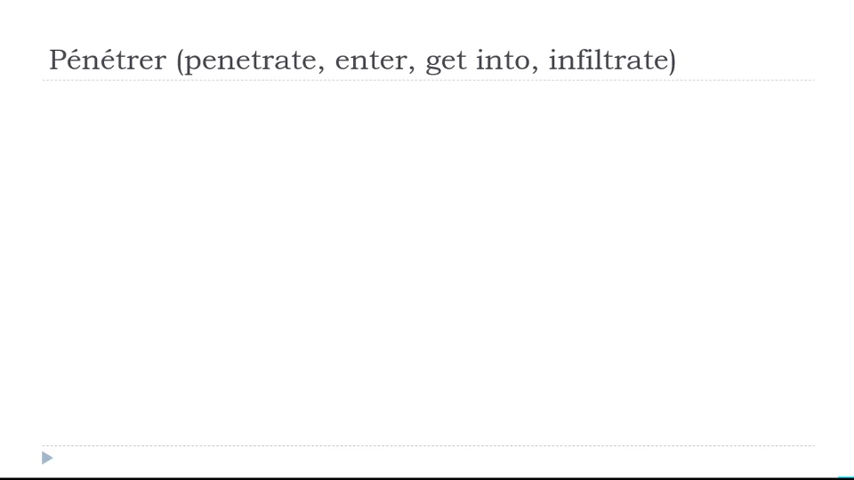 Pénétrer (penetrate, enter, get into, infiltrate)